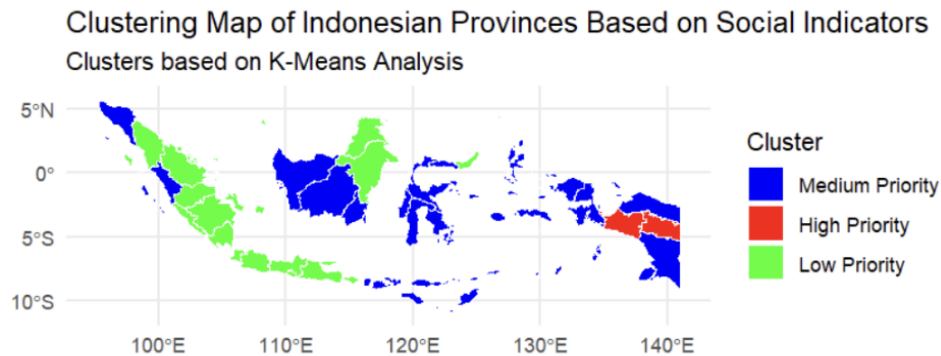 Clustering Map of Indonesian Provinces Based on Social Indicators
Clusters based on K-Means Analysis
5°N
0°
5°S
10°S
100°E 110°E 120°E 130°E 140°E
Cluster
Medium Priority
High Priority
Low Priority